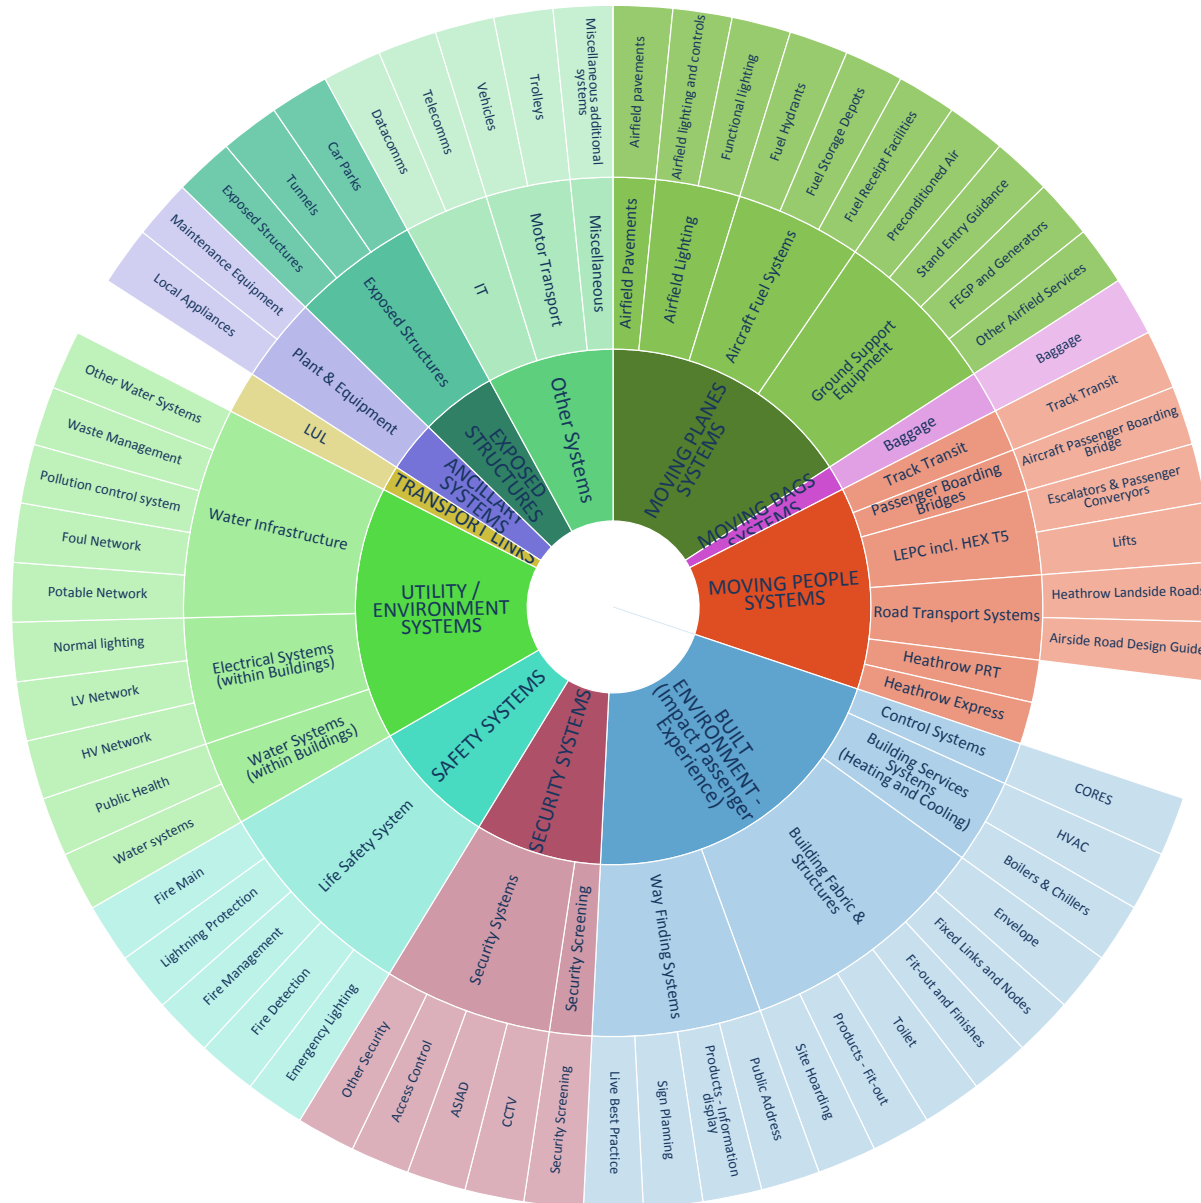 MOVING PLANES
SYSTEMS
Airfield Pavements
Airfield pavements
Airfield Lighting
Airfield lighting and controls
Functional lighting
Aircraft Fuel Systems
Fuel Hydrants
Fuel Storage Depots
Fuel Receipt Facilities
Ground Support
Equipment
Preconditioned Air
Stand Entry Guidance
FEGP and Generators
Other Airfield Services
MOVING BAGS
SYSTEMS
Baggage
Baggage
MOVING PEOPLE
SYSTEMS
Track Transit
Track Transit
Passenger Boarding
Bridges
Aircraft Passenger Boarding
Bridge
LEPC incl. HEX T5
Escalators & Passenger
Conveyors
Lifts
Road Transport Systems
Heathrow Landside Roads
Airside Road Design Guide
Heathrow PRT
Heathrow Express
BUILT
ENVIRONMENT -
(Impact Passenger
Experience)
Control Systems
CORES
Building Services
Systems
(Heating and Cooling)
HVAC
Boilers & Chillers
Building Fabric &
Structures
Envelope
Fixed Links and Nodes
Fit-out and Finishes
Toilet
Products - Fit-out
Site Hoarding
Way Finding Systems
Public Address
Products - Information
display
Sign Planning
Live Best Practice
SECURITY SYSTEMS
Security Screening
Security Screening
Security Systems
CCTV
ASIAD
Access Control
Other Security
SAFETY SYSTEMS
Life Safety System
Emergency Lighting
Fire Detection
Fire Management
Lightning Protection
Fire Main
UTILITY /
ENVIRONMENT
SYSTEMS
Water Systems
(within Buildings)
Water systems
Public Health
Electrical Systems
(within Buildings)
HV Network
LV Network
Normal lighting
Water Infrastructure
Potable Network
Foul Network
Pollution control system
Waste Management
Other Water Systems
TRANSPORT LINKS
LUL
ANCILLARY
SYSTEMS
Plant & Equipment
Local Appliances
Maintenance Equipment
EXPOSED
STRUCTURES
Exposed Structures
Exposed Structures
Tunnels
Car Parks
Other Systems
IT
Datacomms
Telecomms
Motor Transport
Vehicles
Trolleys
Miscellaneous
Miscellaneous additional
systems